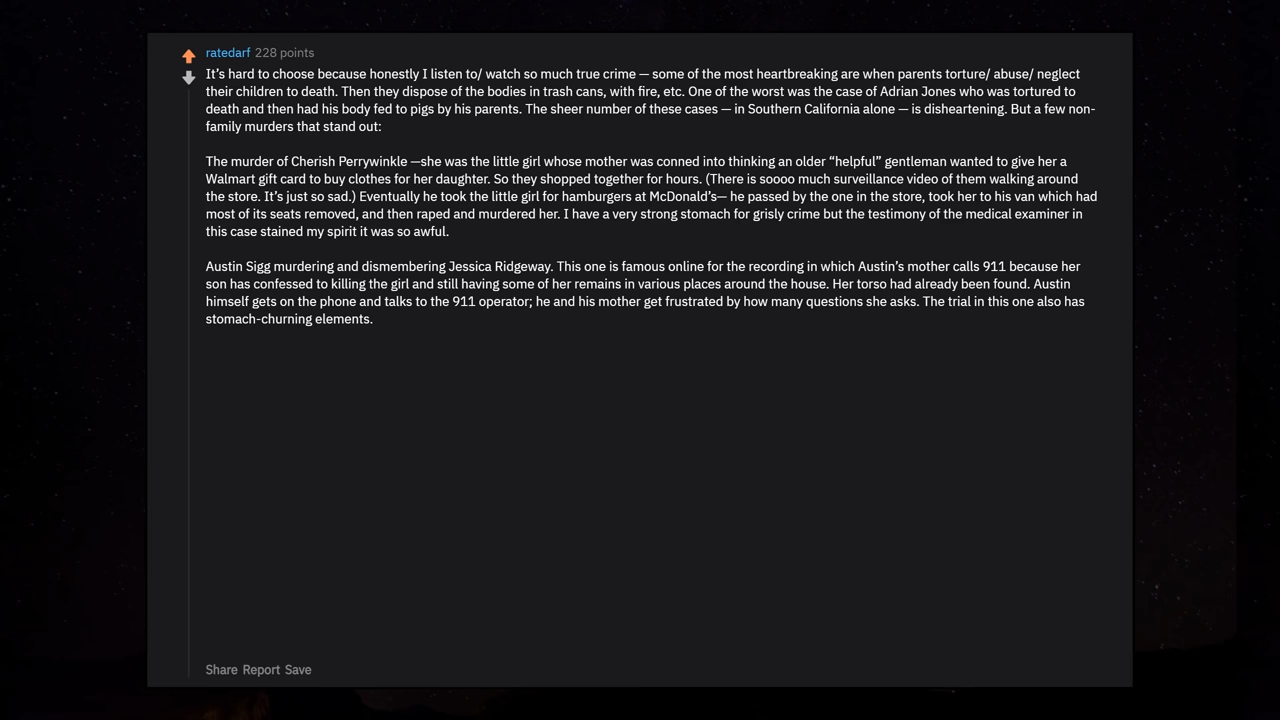 ratedarf 228 points
It’s hard to choose because honestly I listen to/ watch so much true crime — some of the most heartbreaking are when parents torture/ abuse/ neglect
their children to death. Then they dispose of the bodies in trash cans, with fire, etc. One of the worst was the case of Adrian Jones who was tortured to
death and then had his body fed to pigs by his parents. The sheer number of these cases — in Southern California alone — is disheartening. But a few non-
family murders that stand out:
The murder of Cherish Perrywinkle —she was the little girl whose mother was conned into thinking an older “helpful” gentleman wanted to give her a
Walmart gift card to buy clothes for her daughter. So they shopped together for hours. (There is soooo much surveillance video of them walking around
the store. It’s just so sad.) Eventually he took the little girl for hamburgers at McDonald’s— he passed by the one in the store, took her to his van which had
most of its seats removed, and then raped and murdered her. I have a very strong stomach for grisly crime but the testimony of the medical examiner in
this case stained my spirit it was so awful.
Austin Sigg murdering and dismembering Jessica Ridgeway. This one is famous online for the recording in which Austin’s mother calls 911 because her
son has confessed to killing the girl and still having some of her remains in various places around the house. Her torso had already been found. Austin
himself gets on the phone and talks to the 911 operator; he and his mother get frustrated by how many questions she asks. The trial in this one also has
stomach-churning elements.
Share Report Save